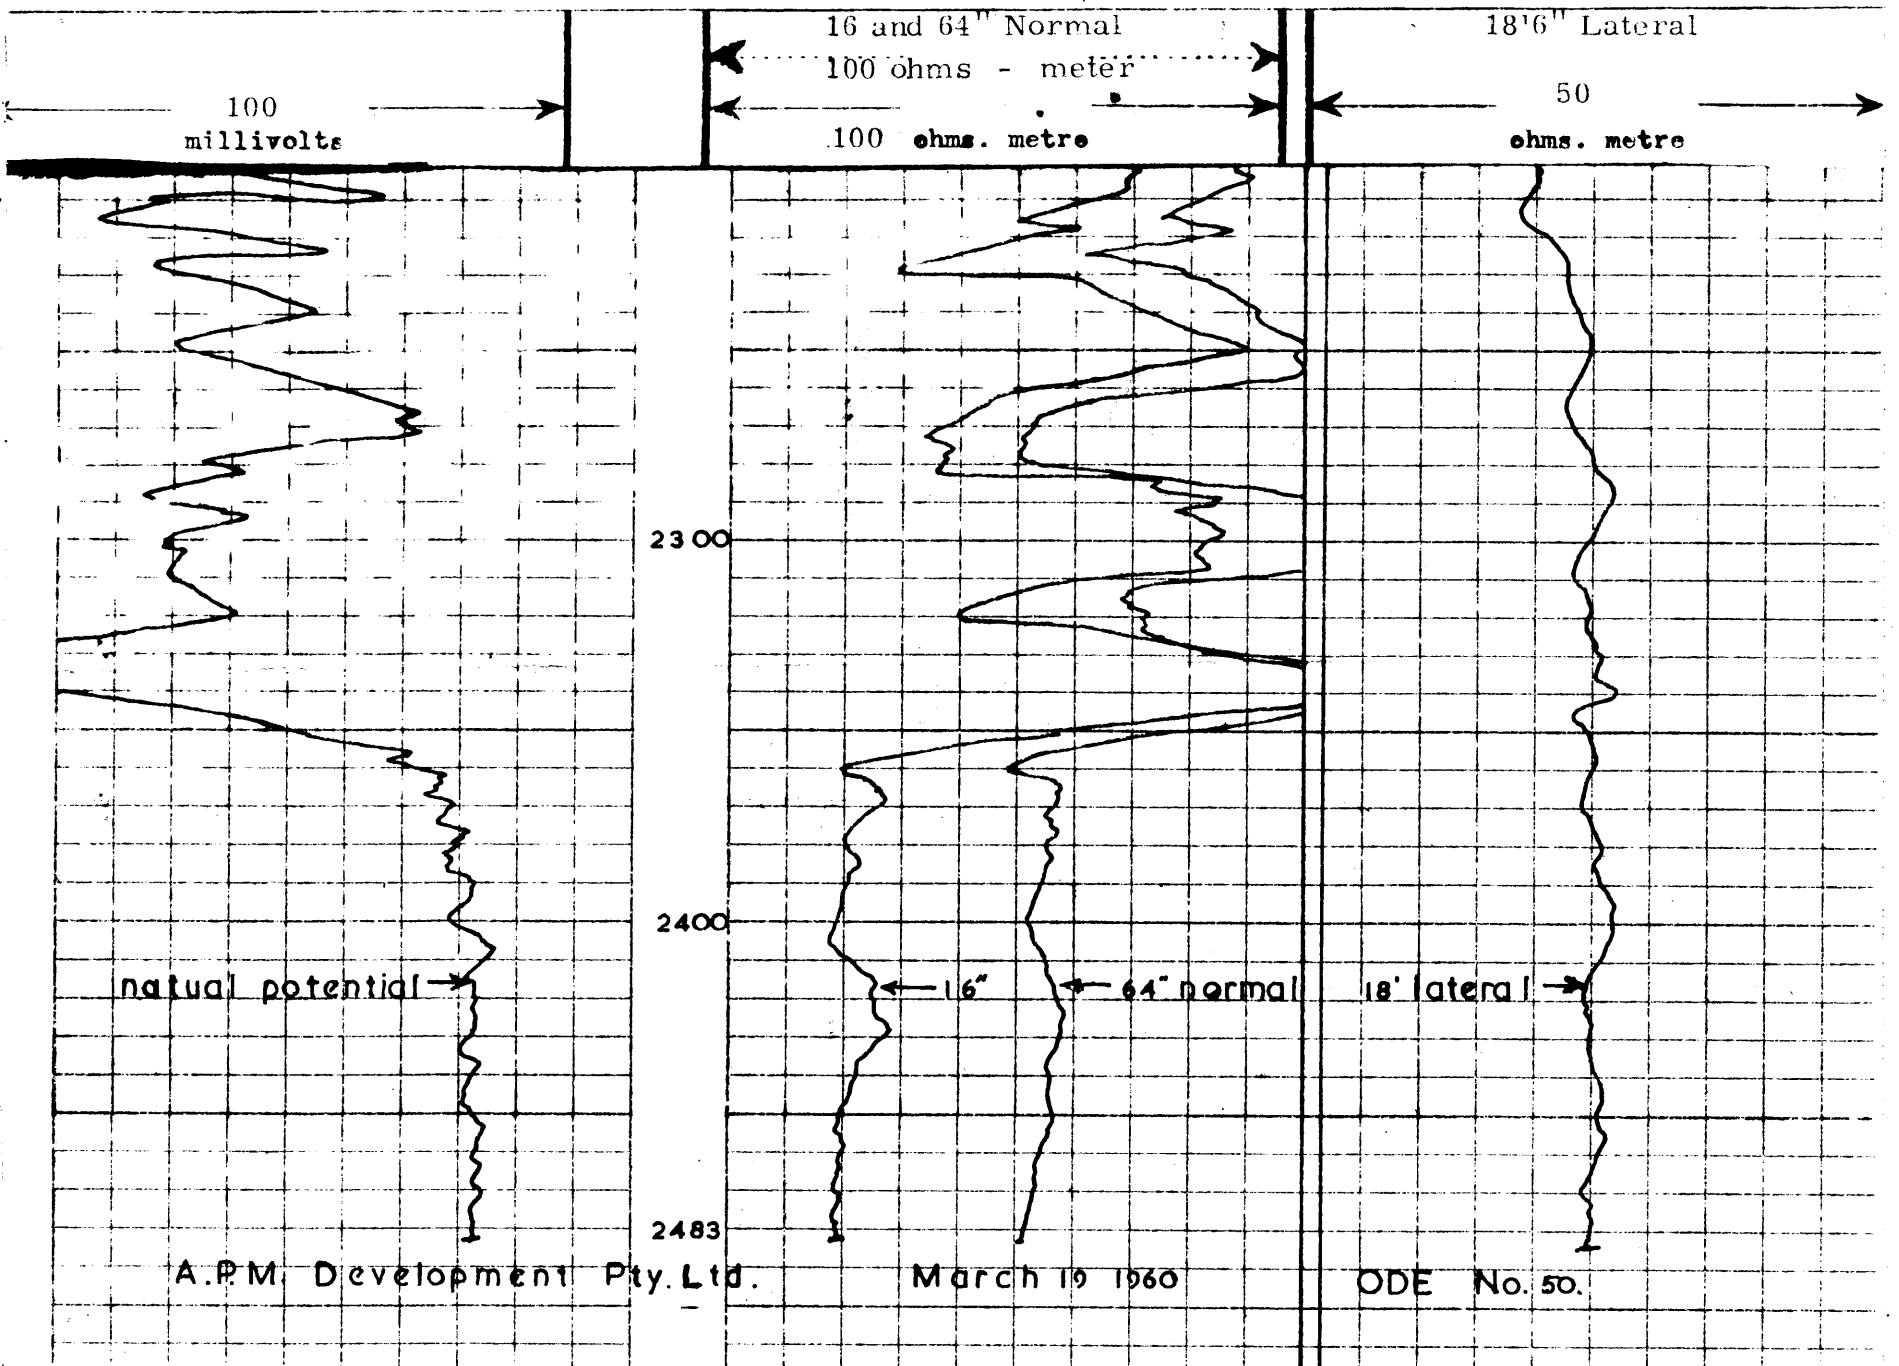 16 and 64" Normal
100 ohms - meter
100 ohms. metre
100
millivolts
18'6" Lateral
50
ohms. metre
2300
2400
natual potential
16"
64" normal
18' lateral
2483
A.P.M. Development Pty. Ltd.
March 19 1960
ODE No. 50.